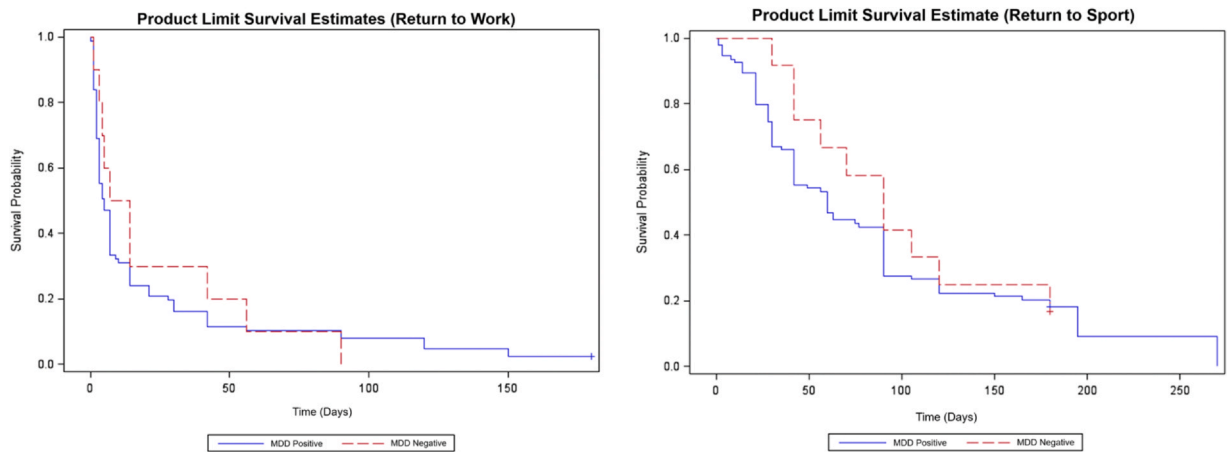 Product Limit Survival Estimates (Return to Work)
1.0
0.8
0.6
0.4
0.2
0.0
Survival Probability
0
50
100
150
Time (Days)
MDD Positive
MDD Negative
Product Limit Survival Estimate (Return to Sport)
1.0
0.8
0.6
0.4
0.2
0.0
Survival Probability
0
50
100
150
200
250
Time (Days)
MDD Positive
MDD Negative